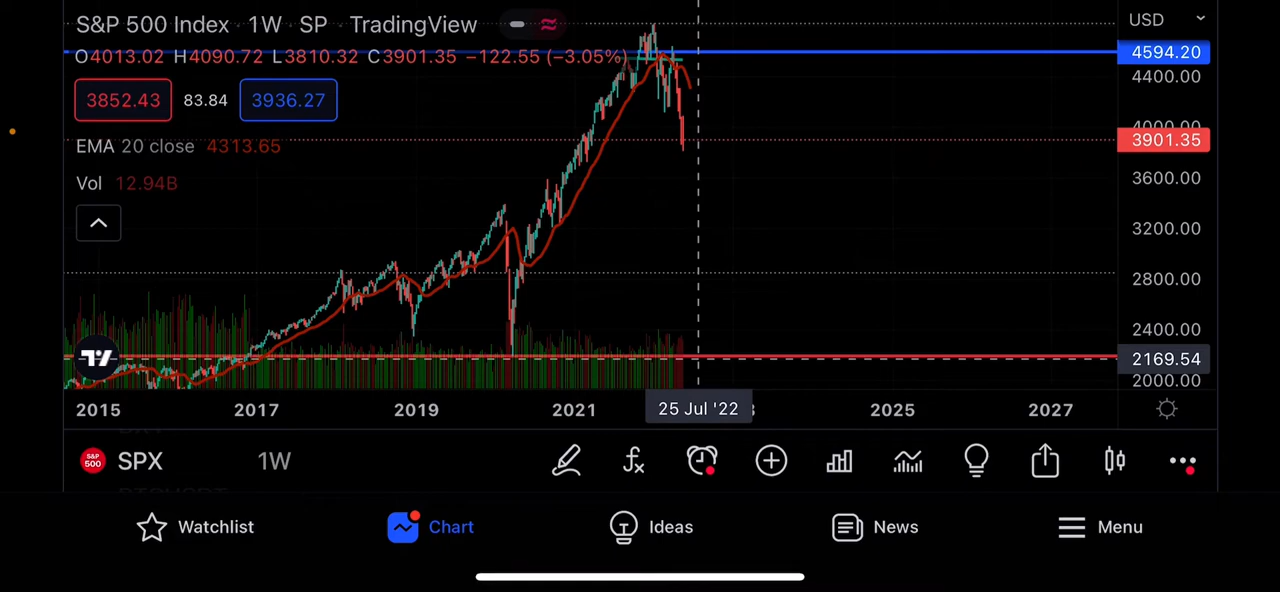 S&P 500 Index · 1W · SP · TradingView
USD
O4013.02 H4090.72 L3810.32 C3901.35 −122.55 (−3.05%)
4594.20
4400.00
3852.43 83.84 3936.27
4000.00
3901.35
EMA 20 close 4313.65
Vol 12.94B
3600.00
3200.00
2800.00
2400.00
2169.54
2000.00
2015 2017 2019 2021 25 Jul '22 2025 2027
S&P 500 SPX 1W
Watchlist Chart Ideas News Menu